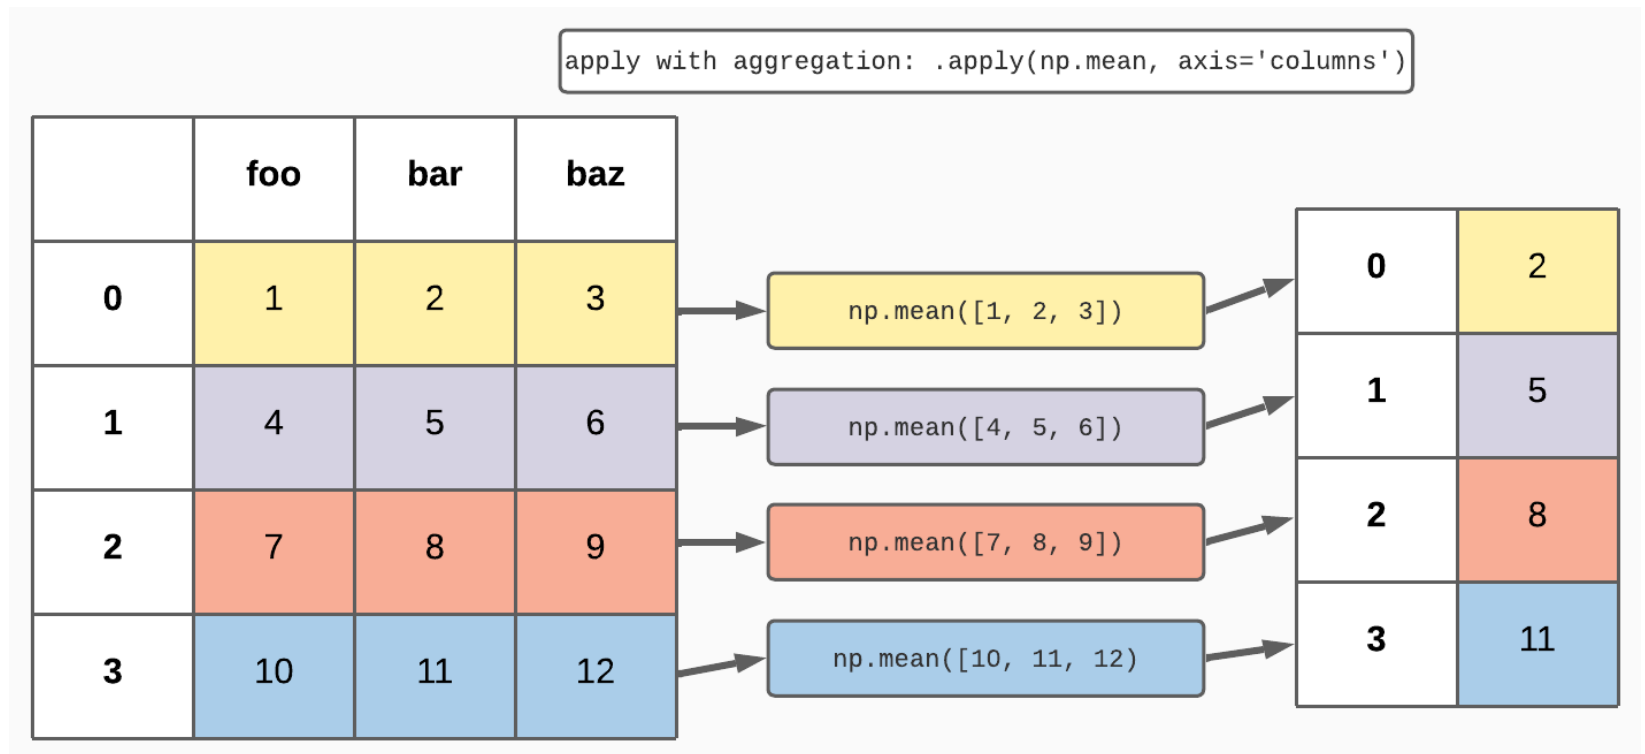 apply with aggregation: .apply(np.mean, axis='columns')
foo bar baz
0 1 2 3
1 4 5 6
2 7 8 9
3 10 11 12
np.mean([1, 2, 3])
np.mean([4, 5, 6])
np.mean([7, 8, 9])
np.mean([10, 11, 12)
0 2
1 5
2 8
3 11